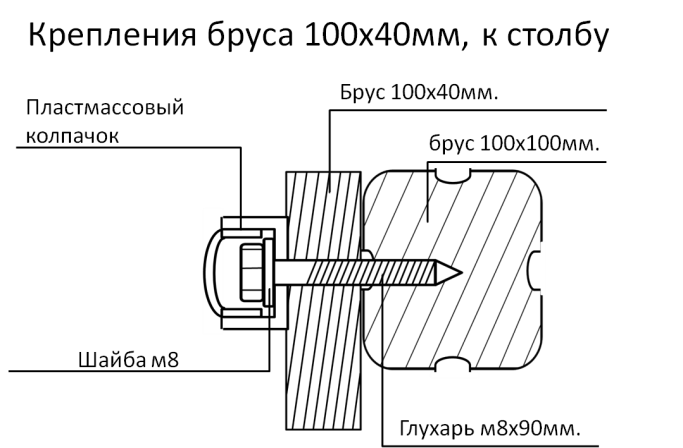 Крепления бруса 100х40мм, к столбу
Брус 100х40мм.
Пластмассовый
колпачок
брус 100х100мм.
Шайба м8
Глухарь м8х90мм.